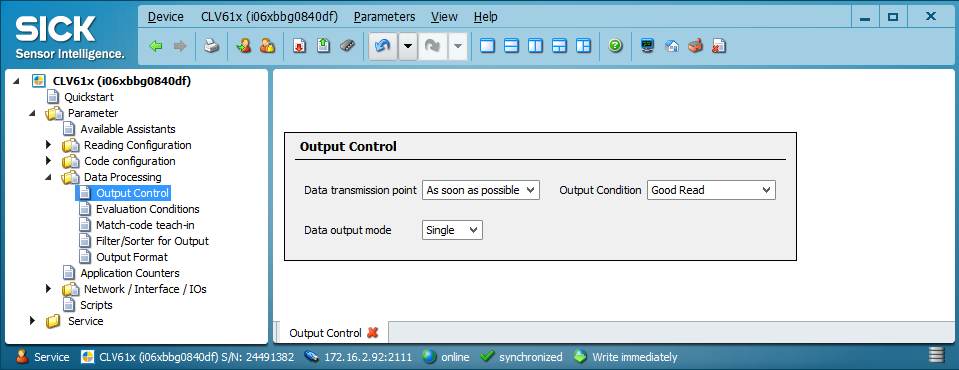 SICK
Sensor Intelligence.
Device CLV61x (i06xbbg0840df) Parameters View Help
CLV61x (i06xbbg0840df)
Quickstart
Parameter
Available Assistants
Reading Configuration
Code configuration
Data Processing
Output Control
Evaluation Conditions
Match-code teach-in
Filter/Sorter for Output
Output Format
Application Counters
Network / Interface / IOs
Scripts
Service
Output Control
Data transmission point As soon as possible Output Condition Good Read
Data output mode Single
Output Control
Service CLV61x (i06xbbg0840df) S/N: 24491382 172.16.2.92:2111 online synchronized Write immediately